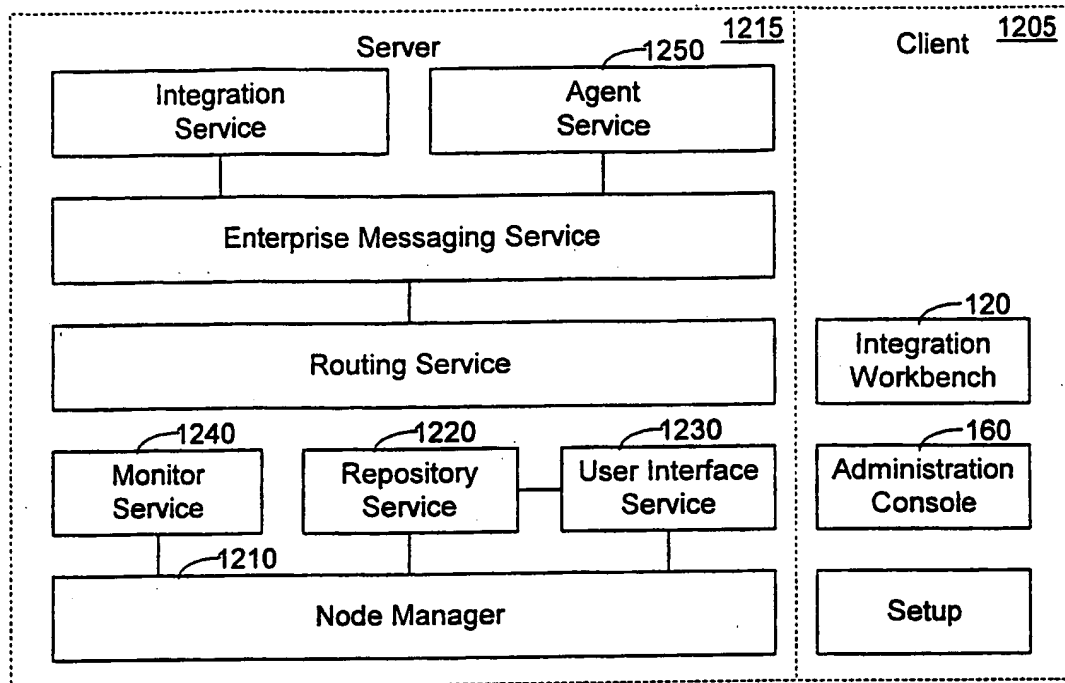 Server
1215
Client
1205
1250
Integration
Service
Agent
Service
Enterprise Messaging Service
Routing Service
120
Integration
Workbench
1240
Monitor
Service
1220
Repository
Service
1230
User Interface
Service
160
Administration
Console
1210
Node Manager
Setup